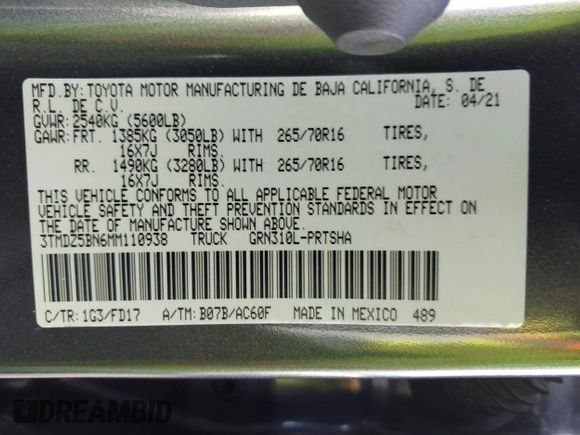 MFD.BY: TOYOTA MOTOR MANUFACTURING DE BAJA CALIFORNIA, S. DE
R.L. DE C.V. DATE: 04/21
GVWR: 2540KG (5600LB)
GAWR: FRT. 1385KG (3050LB) WITH 265/70R16 TIRES,
16X7J RIMS.
RR. 1490KG (3280LB) WITH 265/70R16 TIRES,
16X7J RIMS.
THIS VEHICLE CONFORMS TO ALL APPLICABLE FEDERAL MOTOR
VEHICLE SAFETY AND THEFT PREVENTION STANDARDS IN EFFECT ON
THE DATE OF MANUFACTURE SHOWN ABOVE.
3TMDZ5BN6MM110938 TRUCK GRN310L-PRTSHA
C/TR: 1G3/FD17 A/TM: B07B/AC60F MADE IN MEXICO 489
DREAMBID